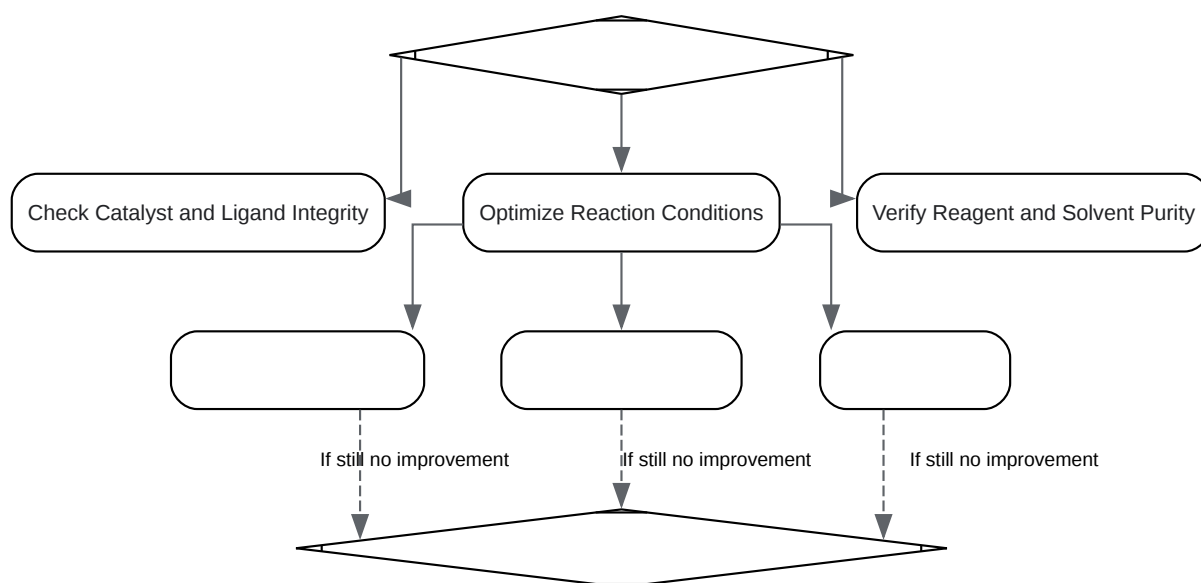 Check Catalyst and Ligand Integrity
Optimize Reaction Conditions
Verify Reagent and Solvent Purity
If still no improvement
If still no improvement
If still no improvement